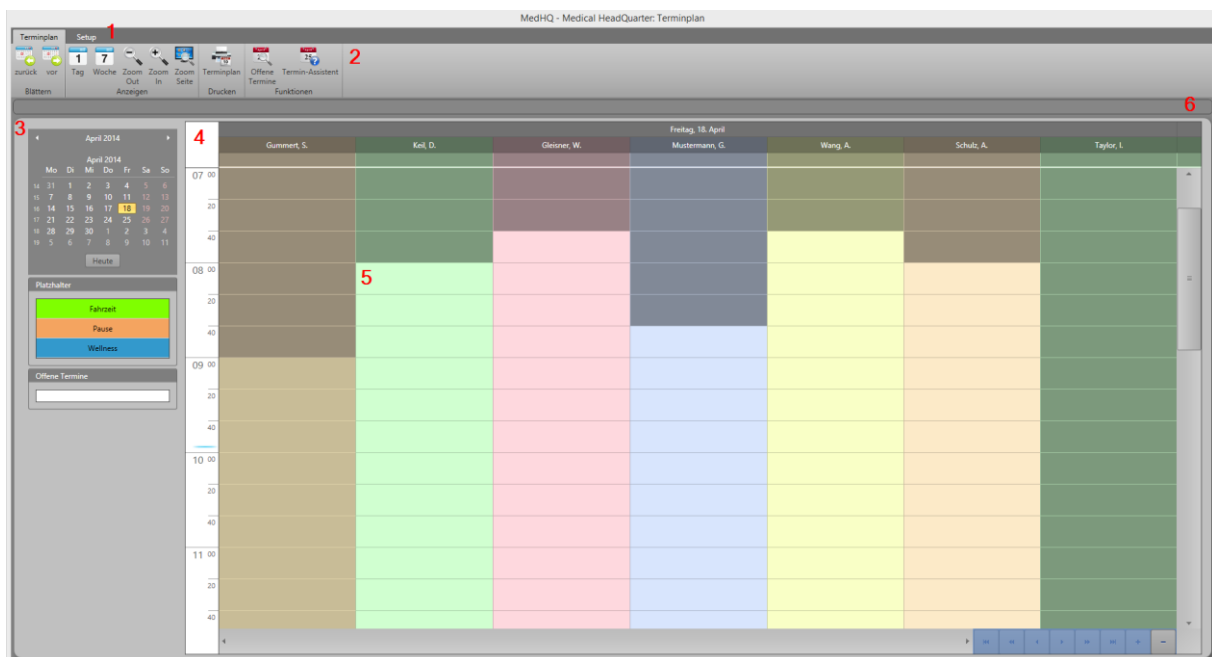 MedHQ - Medical HeadQuarter: Terminplan
Terminplan Setup 1
zurück vor Tag Woche Zoom Out Zoom In Zoom Seite Terminplan Offene Termine Termin-Assistent 2
Blättern Anzeigen Drucken Funktionen
6
3
April 2014
April 2014
Mo Di Mi Do Fr Sa So
14 31 1 2 3 4 5 6
15 7 8 9 10 11 12 13
16 14 15 16 17 18 19 20
17 21 22 23 24 25 26 27
18 28 29 30 1 2 3 4
19 5 6 7 8 9 10 11
Heute
Platzhalter
Fahrzeit
Pause
Wellness
Offene Termine
4
Freitag, 18. April
Gummert, S. Keil, D. Gleisner, W. Mustermann, G. Wang, A. Schulz, A. Taylor, I.
07 00
20
40
08 00
5
20
40
09 00
20
40
10 00
20
40
11 00
20
40